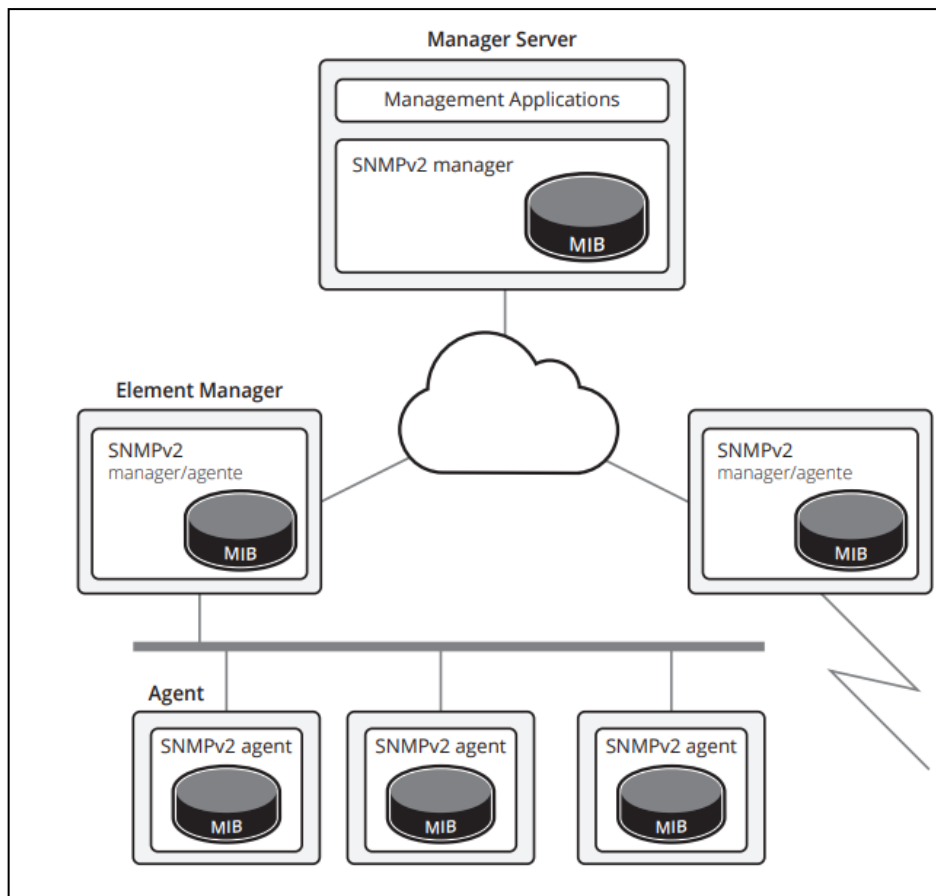 Manager Server
Management Applications
SNMPv2 manager
MIB
Element Manager
SNMPv2
manager/agente
MIB
SNMPv2
manager/agente
MIB
Agent
SNMPv2 agent
MIB
SNMPv2 agent
MIB
SNMPv2 agent
MIB